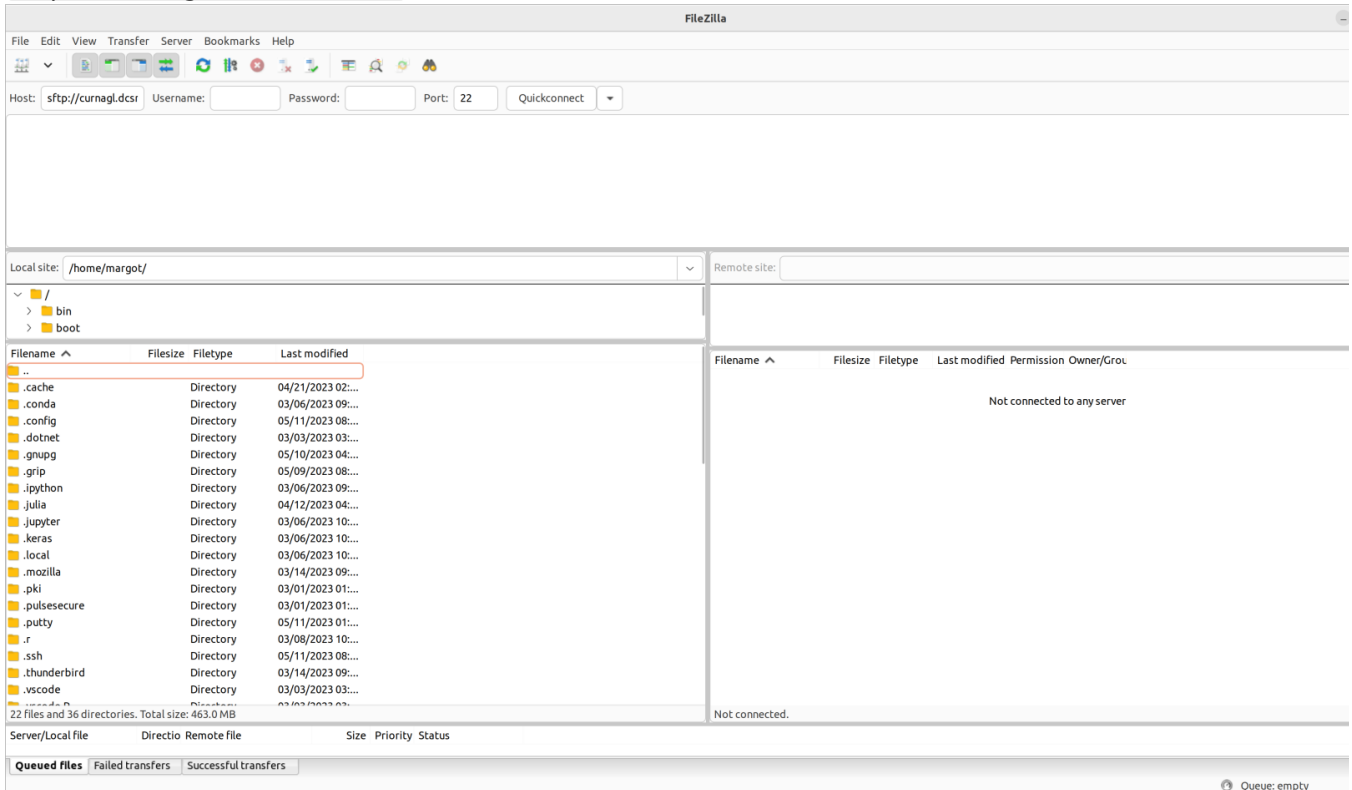 FileZilla
File Edit View Transfer Server Bookmarks Help
Host: sftp://curnagl.dcsr Username: Password: Port: 22 Quickconnect
Local site: /home/margot/
Remote site:
/
bin
boot
Filename Filesize Filetype Last modified
Filename Filesize Filetype Last modified Permission Owner/Grou
..
.cache Directory 04/21/2023 02:...
Not connected to any server
.conda Directory 03/06/2023 09:...
.config Directory 05/11/2023 08:...
.dotnet Directory 03/03/2023 03:...
.gnupg Directory 05/10/2023 04:...
.grip Directory 05/09/2023 08:...
.ipython Directory 03/06/2023 09:...
.julia Directory 04/12/2023 04:...
.jupyter Directory 03/06/2023 10:...
.keras Directory 03/06/2023 10:...
.local Directory 03/06/2023 10:...
.mozilla Directory 03/14/2023 09:...
.pki Directory 03/01/2023 01:...
.pulsesecure Directory 03/01/2023 01:...
.putty Directory 05/11/2023 01:...
.r Directory 03/08/2023 10:...
.ssh Directory 05/11/2023 08:...
.thunderbird Directory 03/14/2023 09:...
.vscode Directory 03/03/2023 03:...
22 files and 36 directories. Total size: 463.0 MB
Not connected.
Server/Local file Directio Remote file Size Priority Status
Queued files Failed transfers Successful transfers
Queue: empty